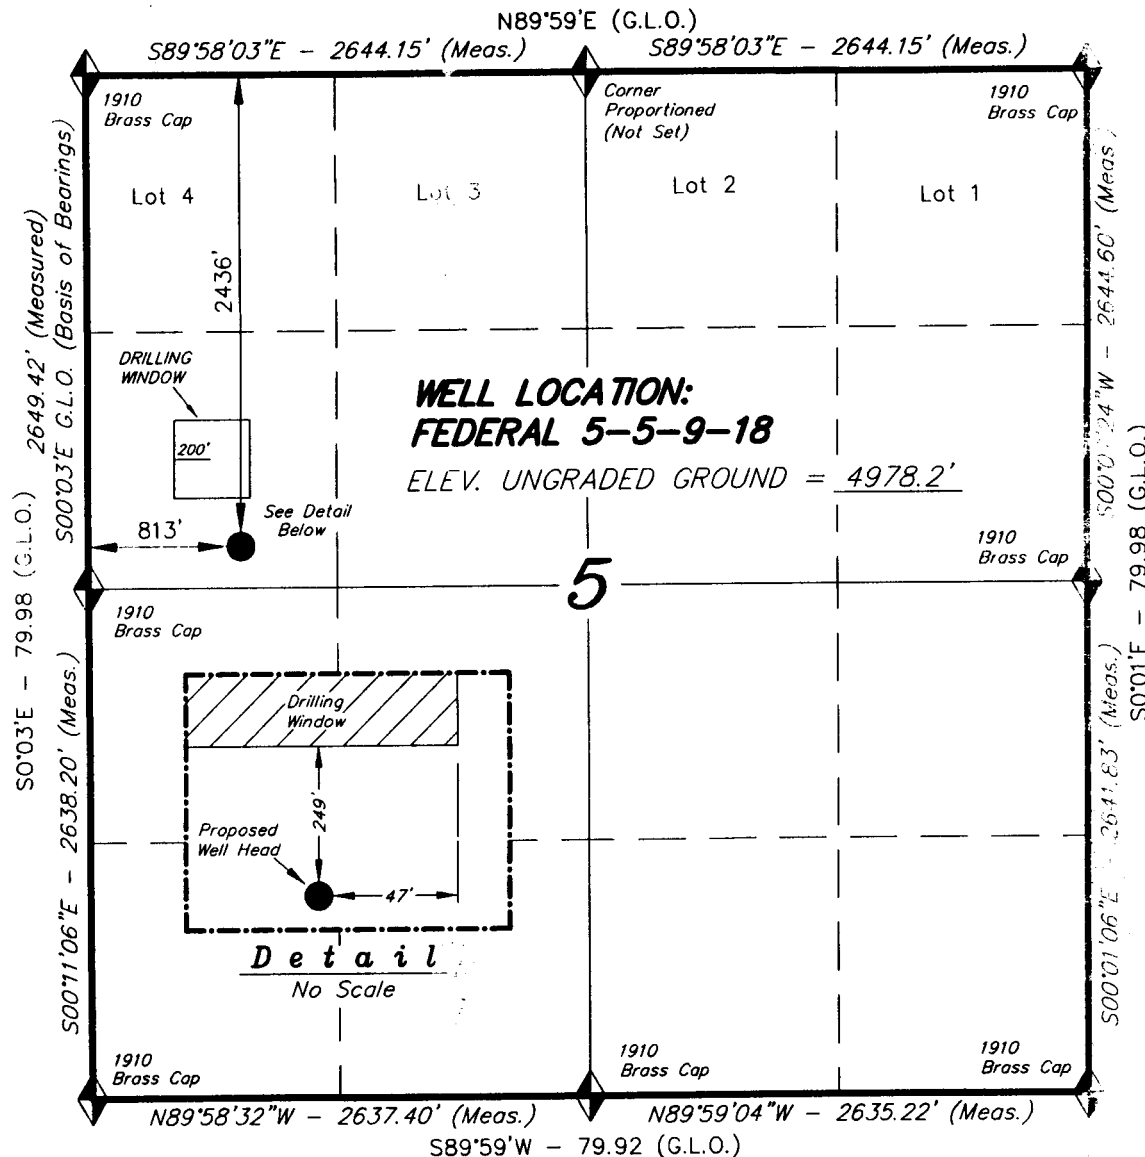 N89°59'E (G.L.O.)
S89°58'03"E - 2644.15' (Meas.)
S89°58'03"E - 2644.15' (Meas.)
1910
Brass Cap
Corner
Proportioned
(Not Set)
1910
Brass Cap
Lot 4
Lot 3
Lot 2
Lot 1
2436'
DRILLING
WINDOW
200'
WELL LOCATION:
FEDERAL 5-5-9-18
ELEV. UNGRADED GROUND = 4978.2'
See Detail
Below
813'
1910
Brass Cap
5
1910
Brass Cap
S0°03'E - 79.98 (G.L.O.)
2649.42' (Measured)
S00°03'E G.L.O. (Basis of Bearings)
2644.60' (Meas.)
S0°01'E - 79.98 (G.L.O.)
Drilling
Window
249'
Proposed
Well Head
47'
Detail
No Scale
S00°11'06"E - 2638.20' (Meas.)
S00°01'06"E - 2641.83' (Meas.)
1910
Brass Cap
1910
Brass Cap
1910
Brass Cap
N89°58'32"W - 2637.40' (Meas.)
N89°59'04"W - 2635.22' (Meas.)
S89°59'W - 79.92 (G.L.O.)